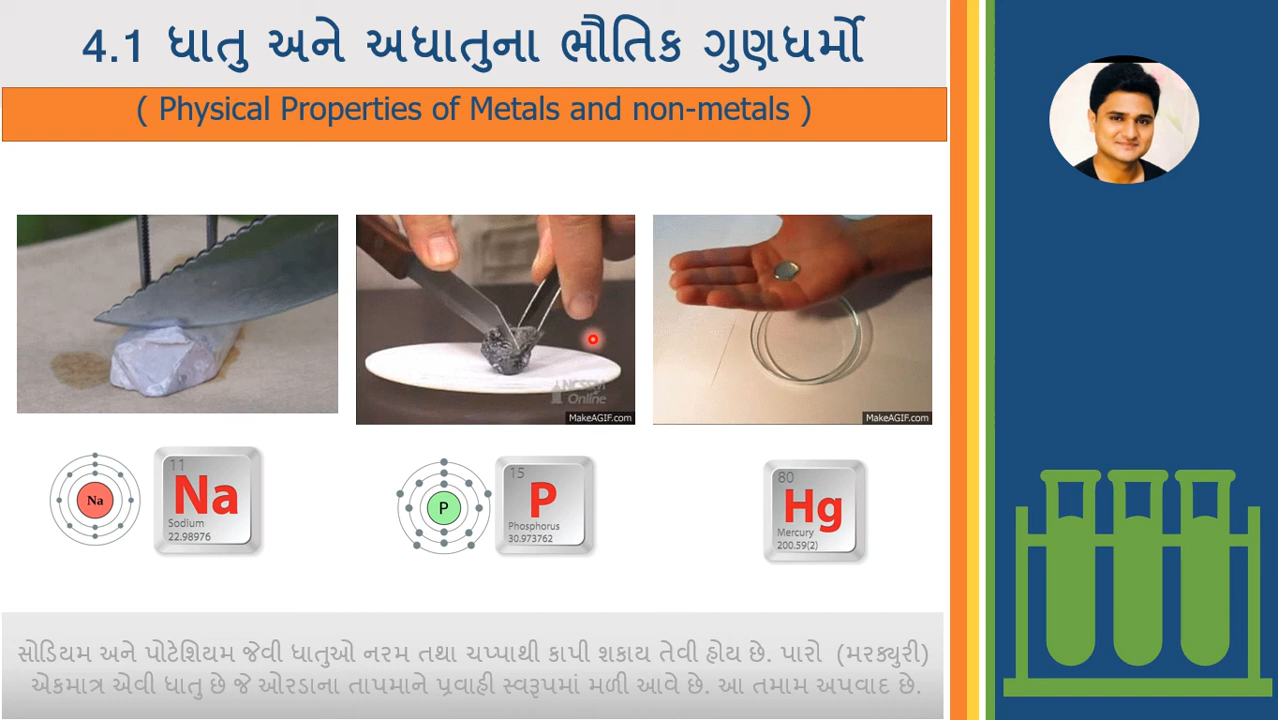 4.1 ધાતુ અને અધાતુના ભૌતિક ગુણધર્મો
( Physical Properties of Metals and non-metals )
NCSSM
Online
MakeAGIF.com
MakeAGIF.com
Na
11
Na
Sodium
22.98976
P
15
P
Phosphorus
30.973762
80
Hg
Mercury
200.59(2)
સોડિયમ અને પોટેશિયમ જેવી ધાતુઓ નરમ તથા ચપ્પાથી કાપી શકાય તેવી હોય છે. પારો (મરક્યુરી)
એકમાત્ર એવી ધાતુ છે જે ઓરડાના તાપમાને પ્રવાહી સ્વરૂપમાં મળી આવે છે. આ તમામ અપવાદ છે.